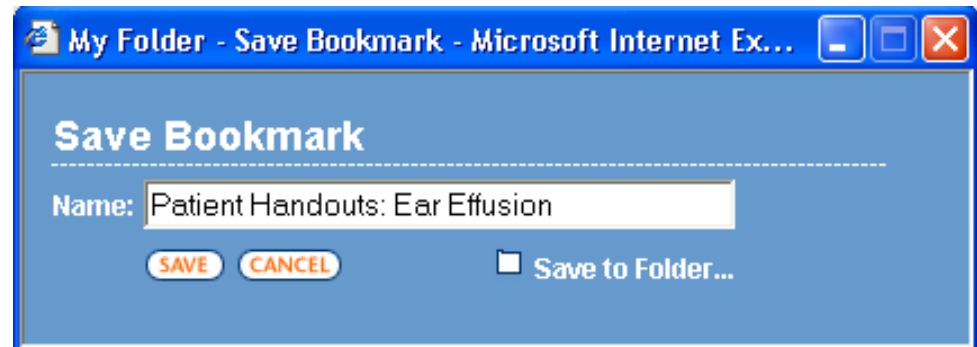 My Folder - Save Bookmark - Microsoft Internet Ex...
Save Bookmark
Name: Patient Handouts: Ear Effusion
SAVE CANCEL Save to Folder...